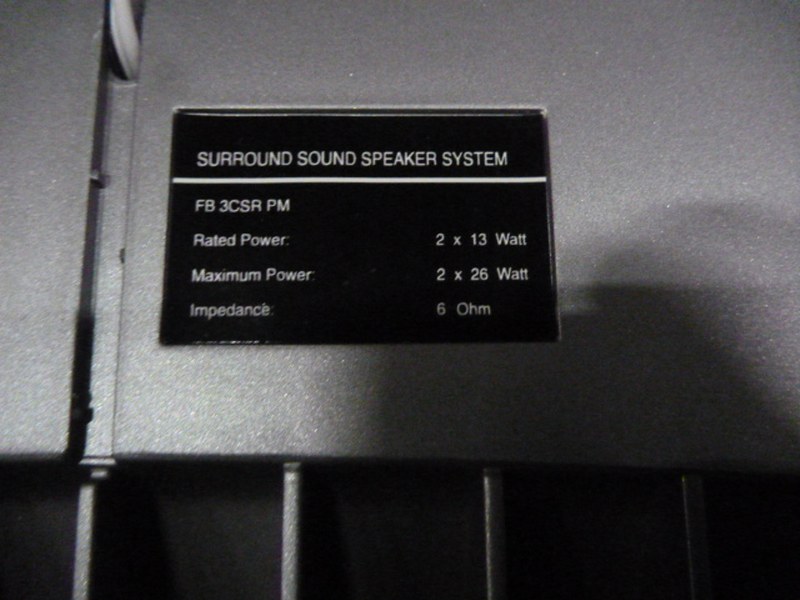 SURROUND SOUND SPEAKER SYSTEM
FB 3CSR PM
Rated Power: 2 x 13 Watt
Maximum Power: 2 x 26 Watt
Impedance: 6 Ohm